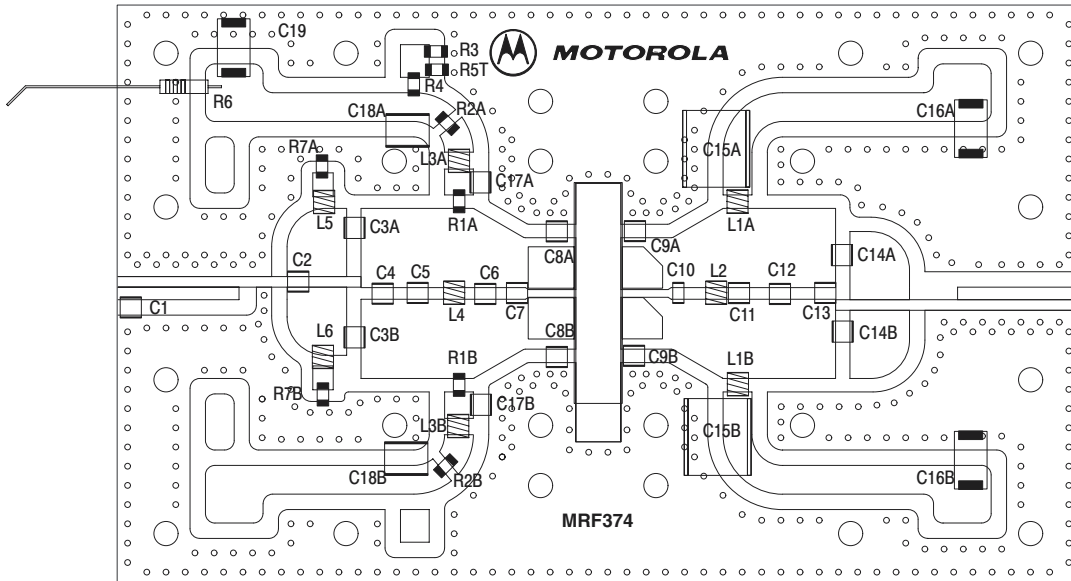 C19
R3
MOTOROLA
R5T
R4
R6
C18A
R2A
C16A
R7A
L3A
C15A
C17A
L5
C3A
R1A
L1A
C8A
C9A
C14A
C2
C4
C5
C6
C10
L2
C12
C1
L4
C7
C11
C13
L6
C3B
C8B
C14B
R1B
C9B
L1B
R7B
C17B
L3B
C15B
C18B
R2B
C16B
MRF374